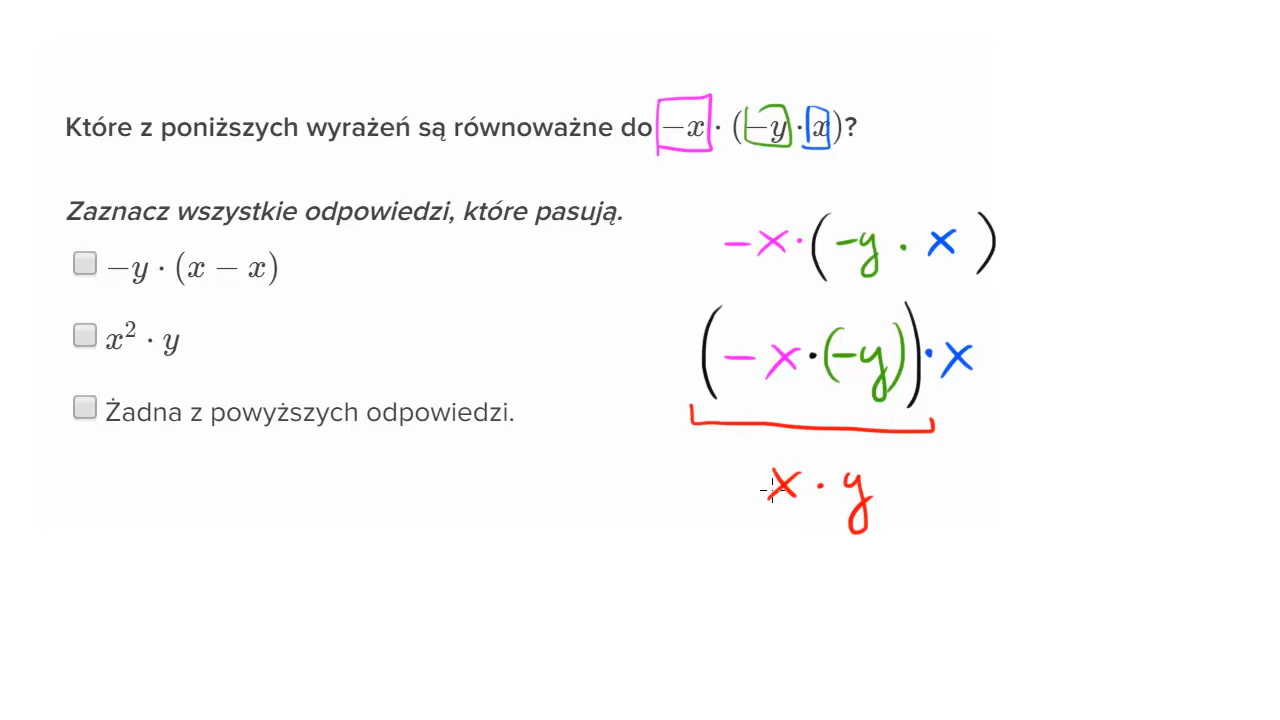 Które z poniższych wyrażeń są równoważne do −x · (−y · x)?
Zaznacz wszystkie odpowiedzi, które pasują.
−y · (x − x)
x² · y
Żadna z powyższych odpowiedzi.
−x · (−y · x)
(−x · (−y)) · x
x · y